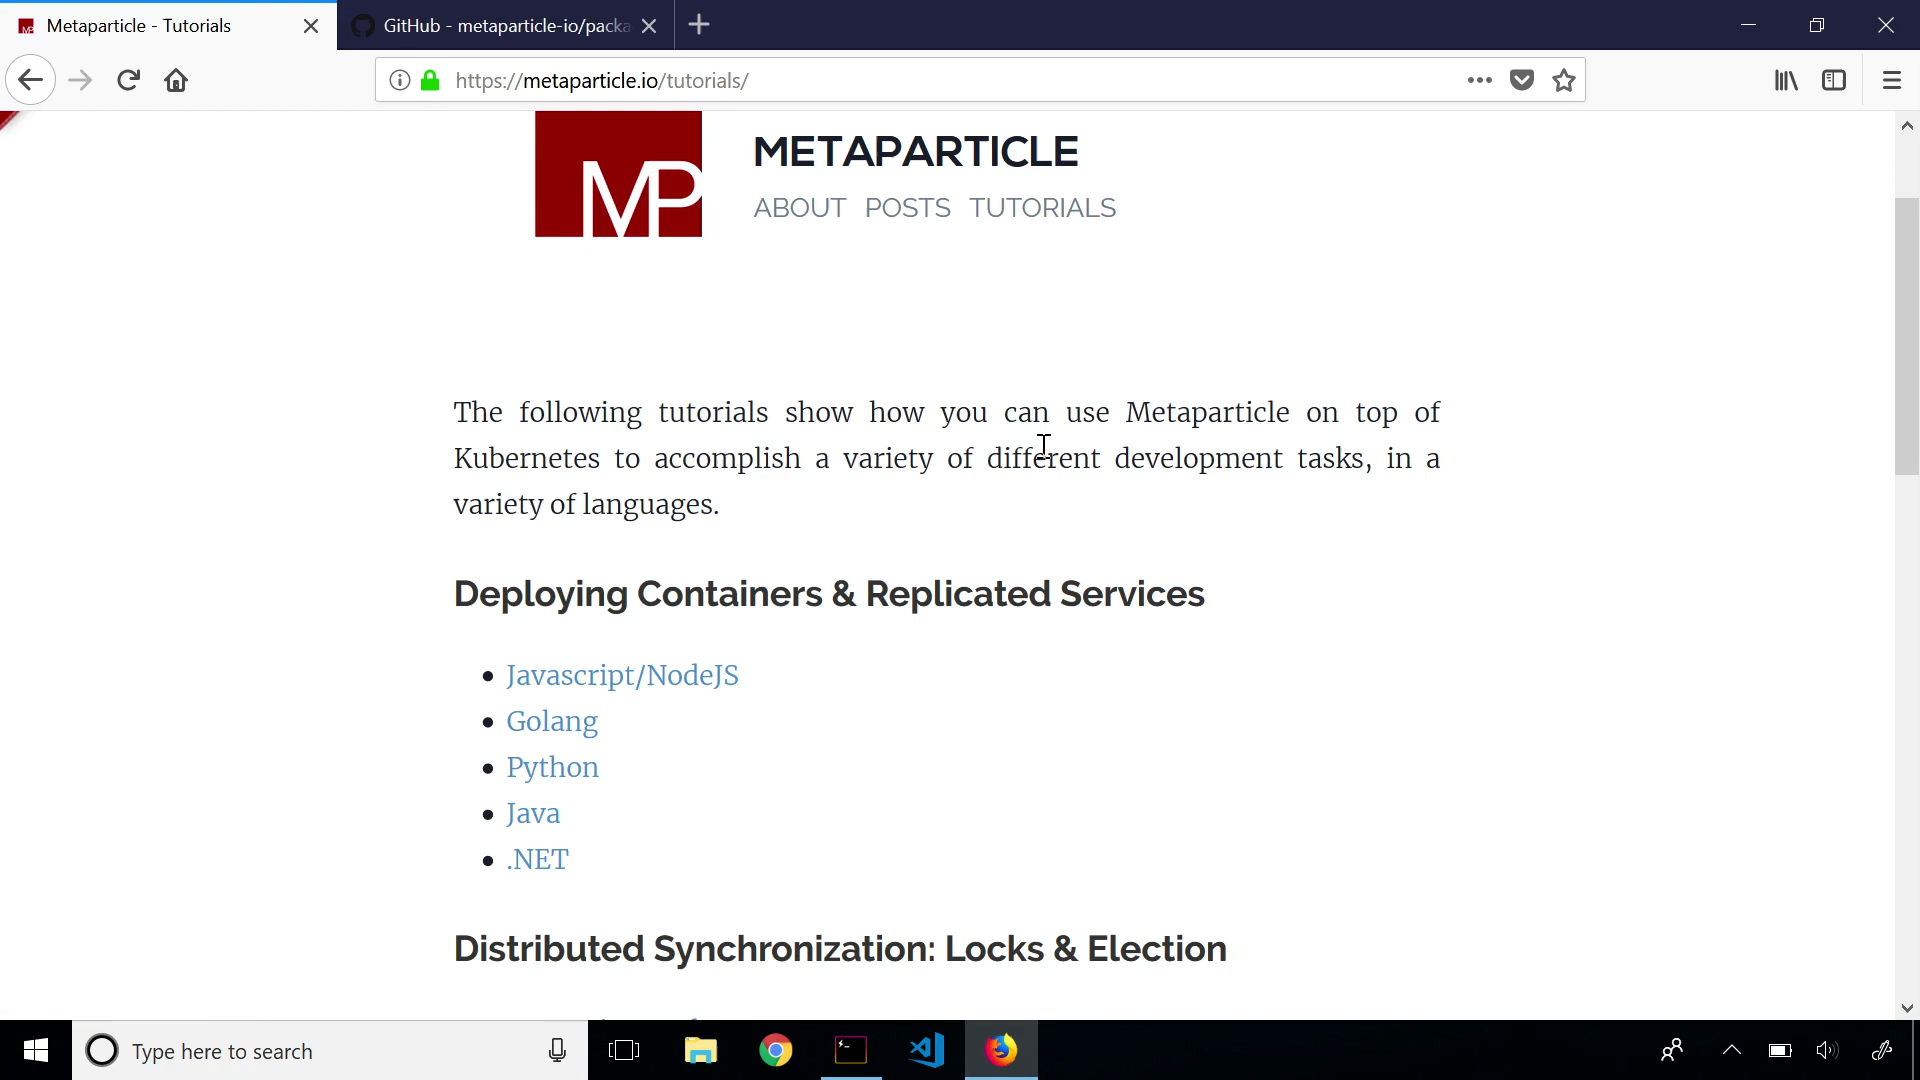 Metaparticle - Tutorials
GitHub - metaparticle-io/packa
https://metaparticle.io/tutorials/
MP
METAPARTICLE
ABOUT POSTS TUTORIALS
The following tutorials show how you can use Metaparticle on top of
Kubernetes to accomplish a variety of different development tasks, in a
variety of languages.
Deploying Containers & Replicated Services
Javascript/NodeJS
Golang
Python
Java
.NET
Distributed Synchronization: Locks & Election
Type here to search